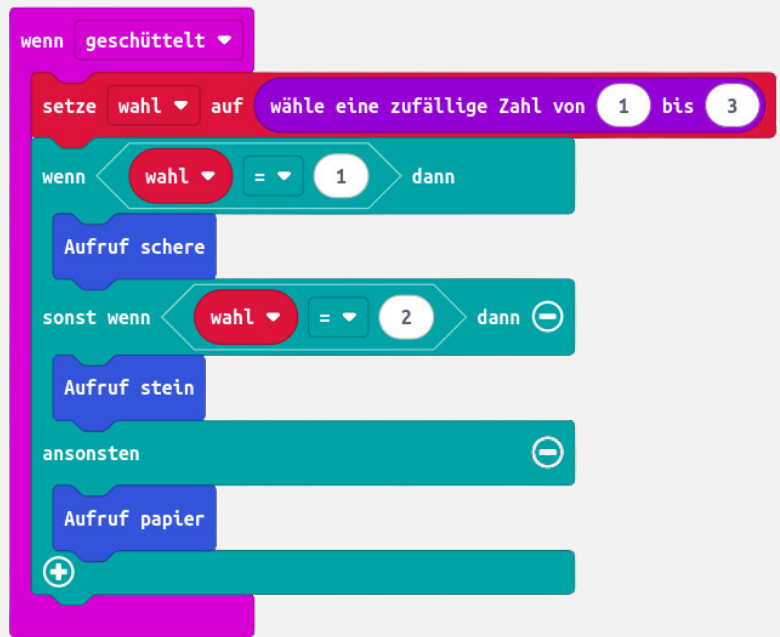 wenn geschüttelt
setze wahl auf wähle eine zufällige Zahl von 1 bis 3
wenn wahl = 1 dann
Aufruf schere
sonst wenn wahl = 2 dann
Aufruf stein
ansonsten
Aufruf papier